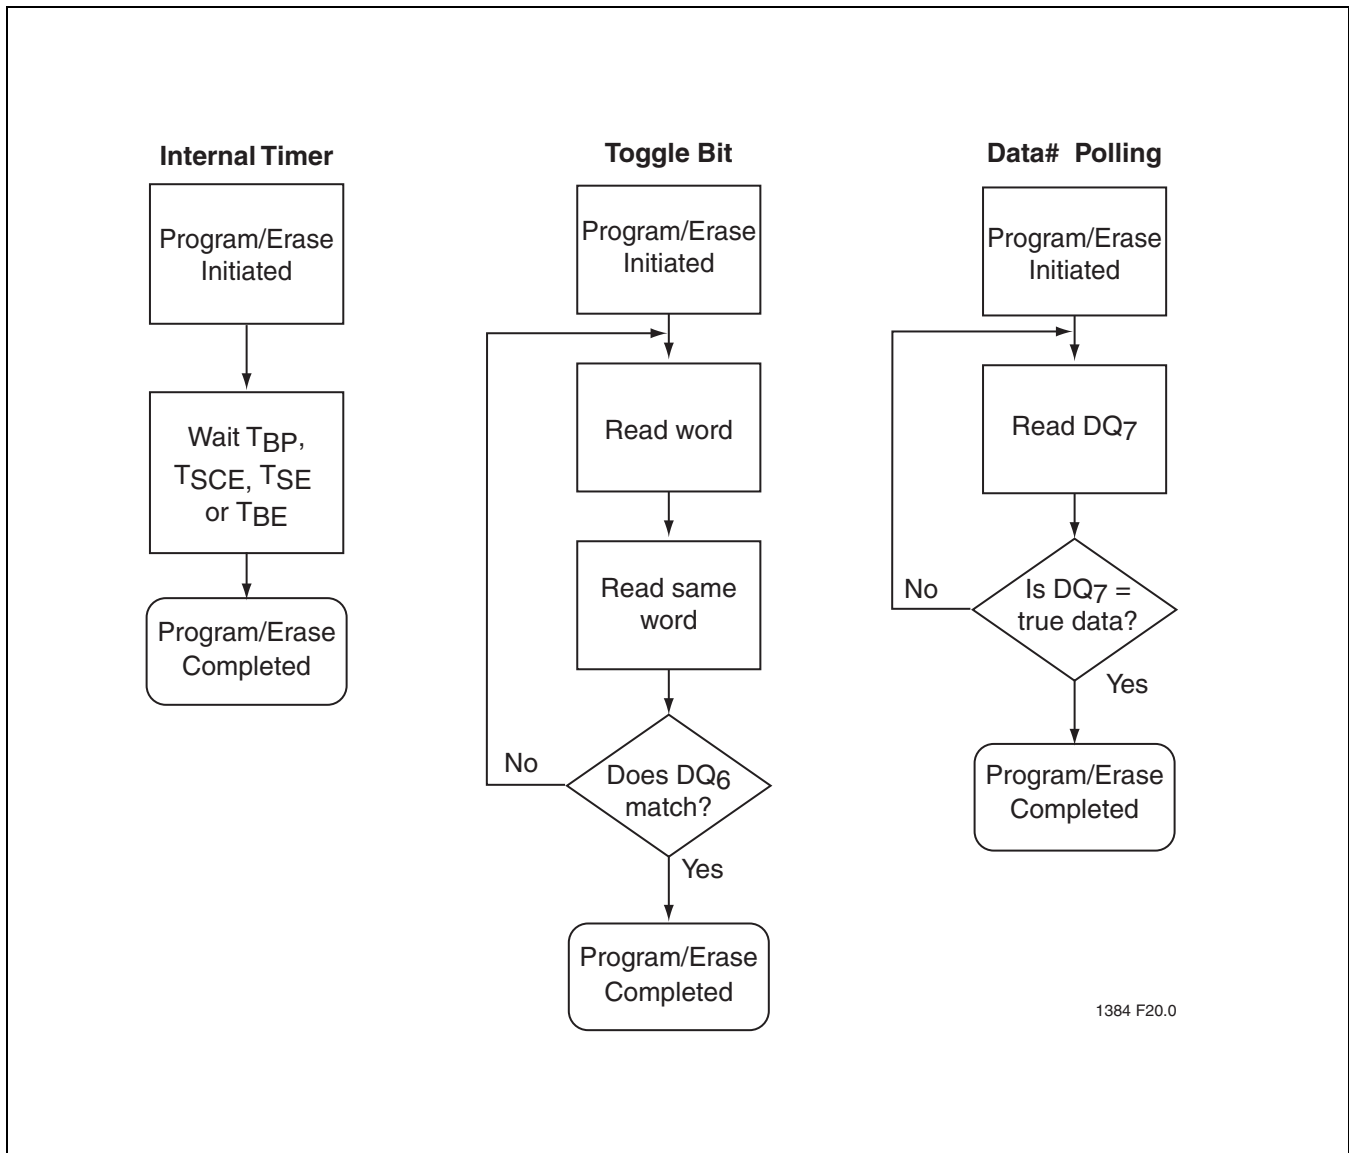 Internal Timer
Program/Erase
Initiated
Wait TBP,
TSCE, TSE
or TBE
Program/Erase
Completed
Toggle Bit
Program/Erase
Initiated
Read word
Read same
word
Does DQ6
match?
No
Yes
Program/Erase
Completed
Data# Polling
Program/Erase
Initiated
Read DQ7
Is DQ7 =
true data?
No
Yes
Program/Erase
Completed
1384 F20.0